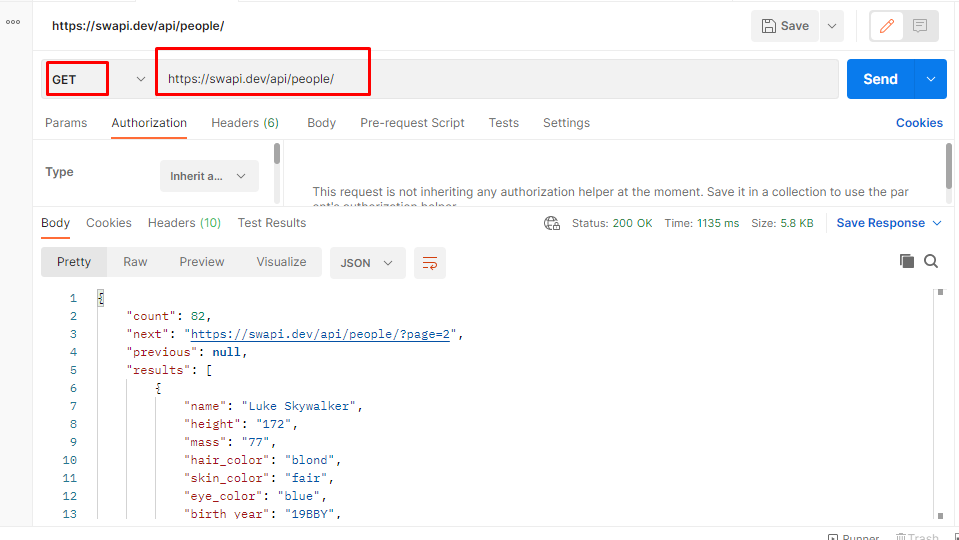 https://swapi.dev/api/people/
Save
GET
https://swapi.dev/api/people/
Send
Params Authorization Headers (6) Body Pre-request Script Tests Settings Cookies
Type
Inherit a...
This request is not inheriting any authorization helper at the moment. Save it in a collection to use the par
ent's authorization helper.
Body Cookies Headers (10) Test Results
Status: 200 OK Time: 1135 ms Size: 5.8 KB Save Response
Pretty Raw Preview Visualize JSON
1 {
2 "count": 82,
3 "next": "https://swapi.dev/api/people/?page=2",
4 "previous": null,
5 "results": [
6 {
7 "name": "Luke Skywalker",
8 "height": "172",
9 "mass": "77",
10 "hair_color": "blond",
11 "skin_color": "fair",
12 "eye_color": "blue",
13 "birth_year": "19BBY",
Runner Trash